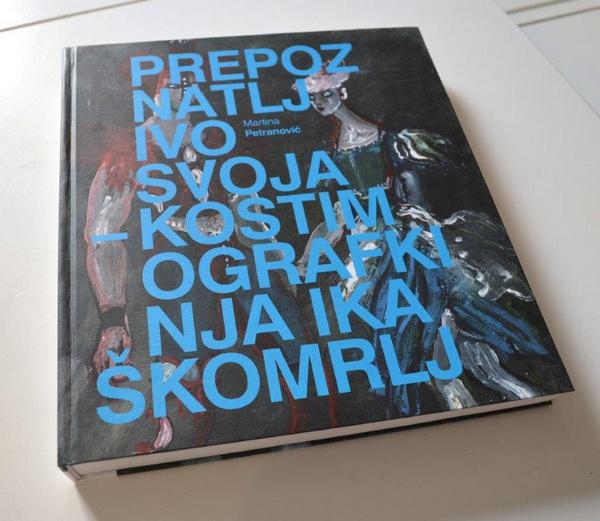 PREPOZ
NATLJ
IVO
Martina
Petranović
SVOJA
– KOSTIM
OGRAFKI
NJA IKA
ŠKOMRLJ